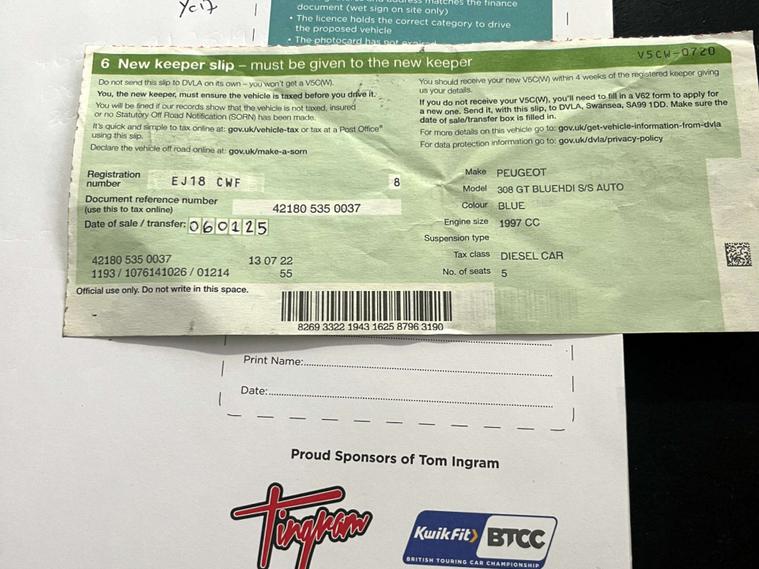 Yc17
matches the finance
document (wet sign on site only)
• The licence holds the correct category to drive
the proposed vehicle
• The photocard has not expired
6 New keeper slip – must be given to the new keeper
V5CW-0720
Do not send this slip to DVLA on its own – you won't get a V5C(W).
You, the new keeper, must ensure the vehicle is taxed before you drive it.
You will be fined if our records show that the vehicle is not taxed, insured
or no Statutory Off Road Notification (SORN) has been made.
It's quick and simple to tax online at: gov.uk/vehicle-tax or tax at a Post Office®
using this slip.
Declare the vehicle off road online at: gov.uk/make-a-sorn
You should receive your new V5C(W) within 4 weeks of the registered keeper giving
us your details.
If you do not receive your V5C(W), you'll need to fill in a V62 form to apply for
a new one. Send it, with this slip, to DVLA, Swansea, SA99 1DD. Make sure the
date of sale/transfer box is filled in.
For more details on this vehicle go to: gov.uk/get-vehicle-information-from-dvla
For data protection information go to: gov.uk/dvla/privacy-policy
Registration
number EJ18 CWF 8
Document reference number
(use this to tax online) 42180 535 0037
Date of sale / transfer: 060125
42180 535 0037 13 07 22
1193 / 1076141026 / 01214 55
Official use only. Do not write in this space.
Make PEUGEOT
Model 308 GT BLUEHDI S/S AUTO
Colour BLUE
Engine size 1997 CC
Suspension type
Tax class DIESEL CAR
No. of seats 5
8269 3322 1943 1625 8796 3190
Print Name:
Date:
Proud Sponsors of Tom Ingram
Tingram
KwikFit BTCC
BRITISH TOURING CAR CHAMPIONSHIP